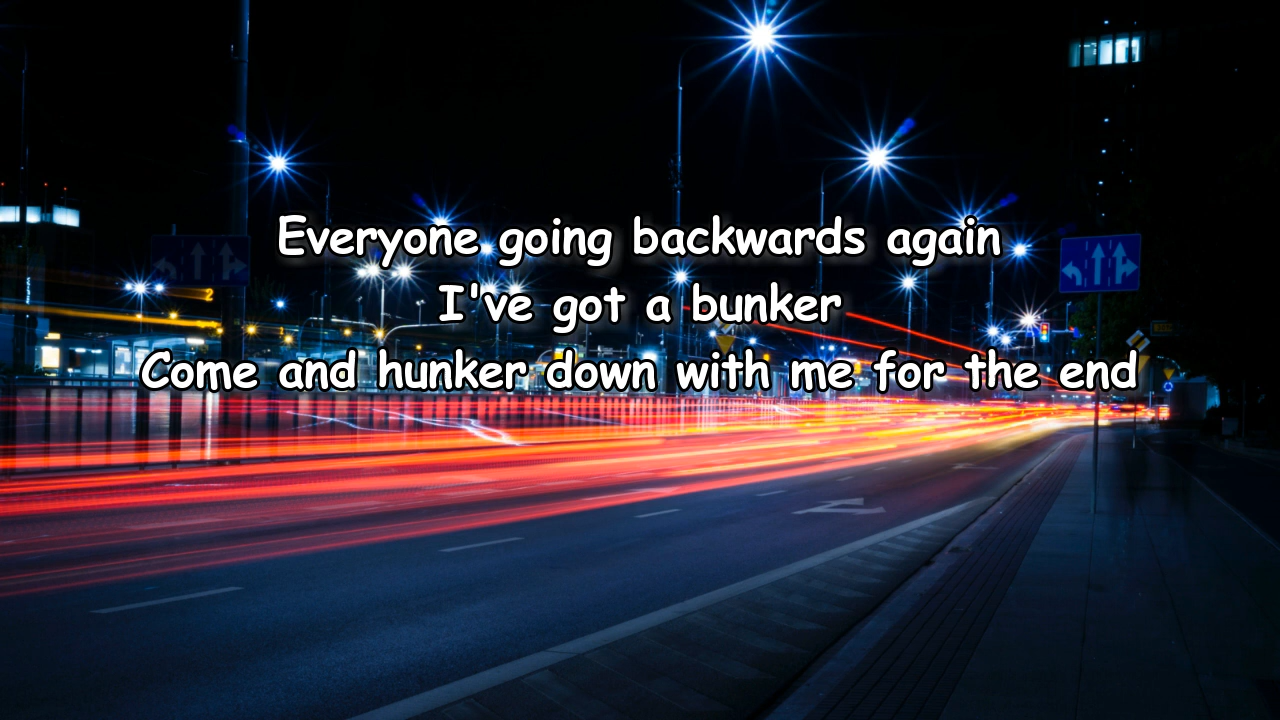 Everyone going backwards again
I've got a bunker
Come and hunker down with me for the end